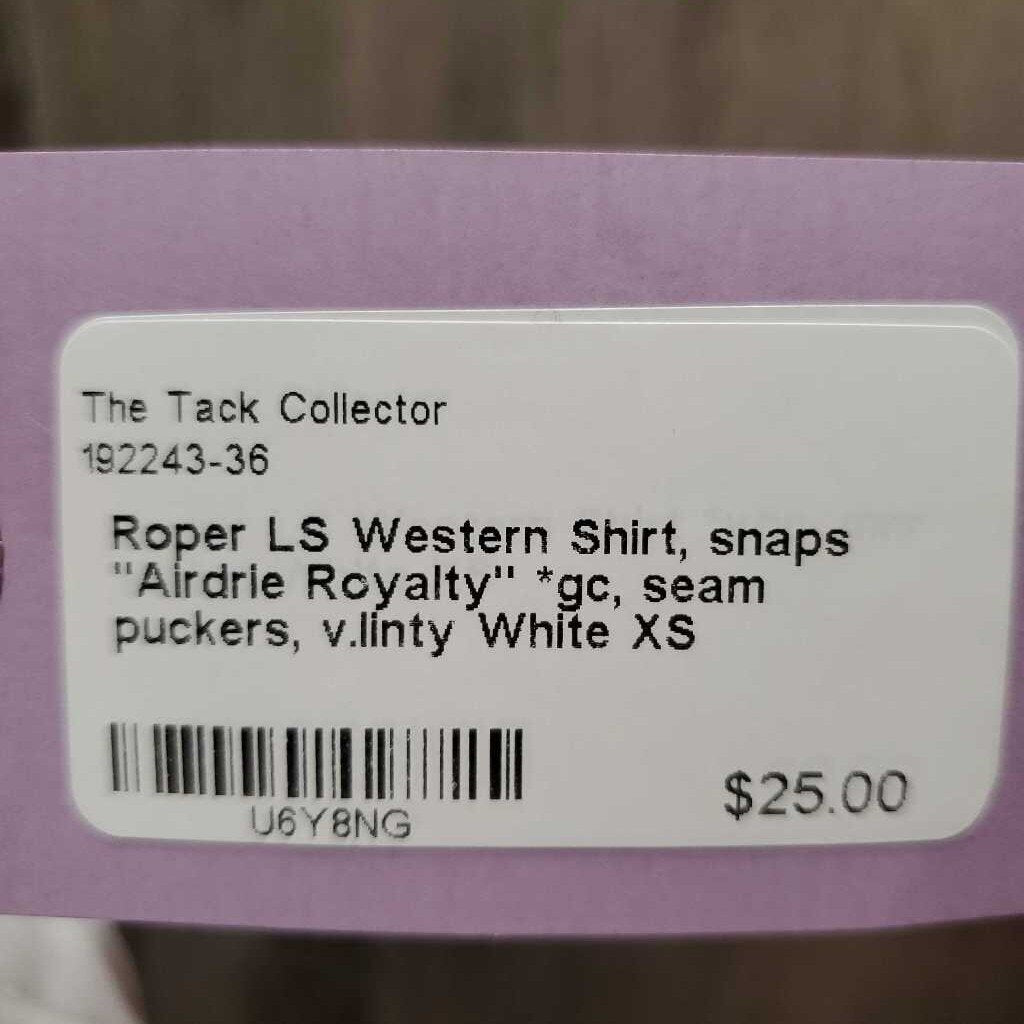 The Tack Collector
192243-36
Roper LS Western Shirt, snaps
"Airdrie Royalty" *gc, seam
puckers, v.linty White XS
U6Y8NG
$25.00